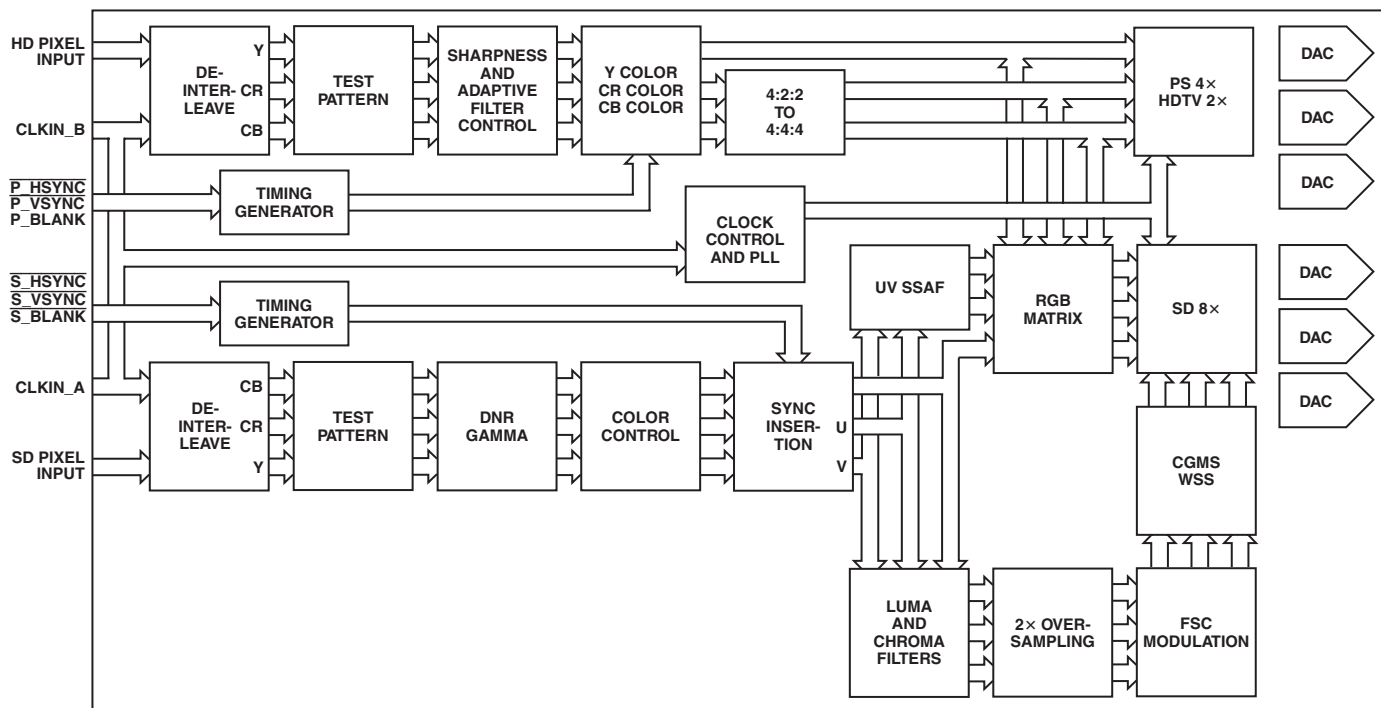 HD PIXEL
INPUT
CLKIN_B
P_HSYNC
P_VSYNC
P_BLANK
S_HSYNC
S_VSYNC
S_BLANK
CLKIN_A
SD PIXEL
INPUT
DE-
INTER-
LEAVE
Y
CR
CB
TEST
PATTERN
SHARPNESS
AND
ADAPTIVE
FILTER
CONTROL
Y COLOR
CR COLOR
CB COLOR
4:2:2
TO
4:4:4
PS 4×
HDTV 2×
DAC
DAC
DAC
TIMING
GENERATOR
CLOCK
CONTROL
AND PLL
TIMING
GENERATOR
UV SSAF
RGB
MATRIX
SD 8×
DAC
DAC
DAC
DE-
INTER-
LEAVE
CB
CR
Y
TEST
PATTERN
DNR
GAMMA
COLOR
CONTROL
SYNC
INSER-
TION
U
V
CGMS
WSS
LUMA
AND
CHROMA
FILTERS
2× OVER-
SAMPLING
FSC
MODULATION